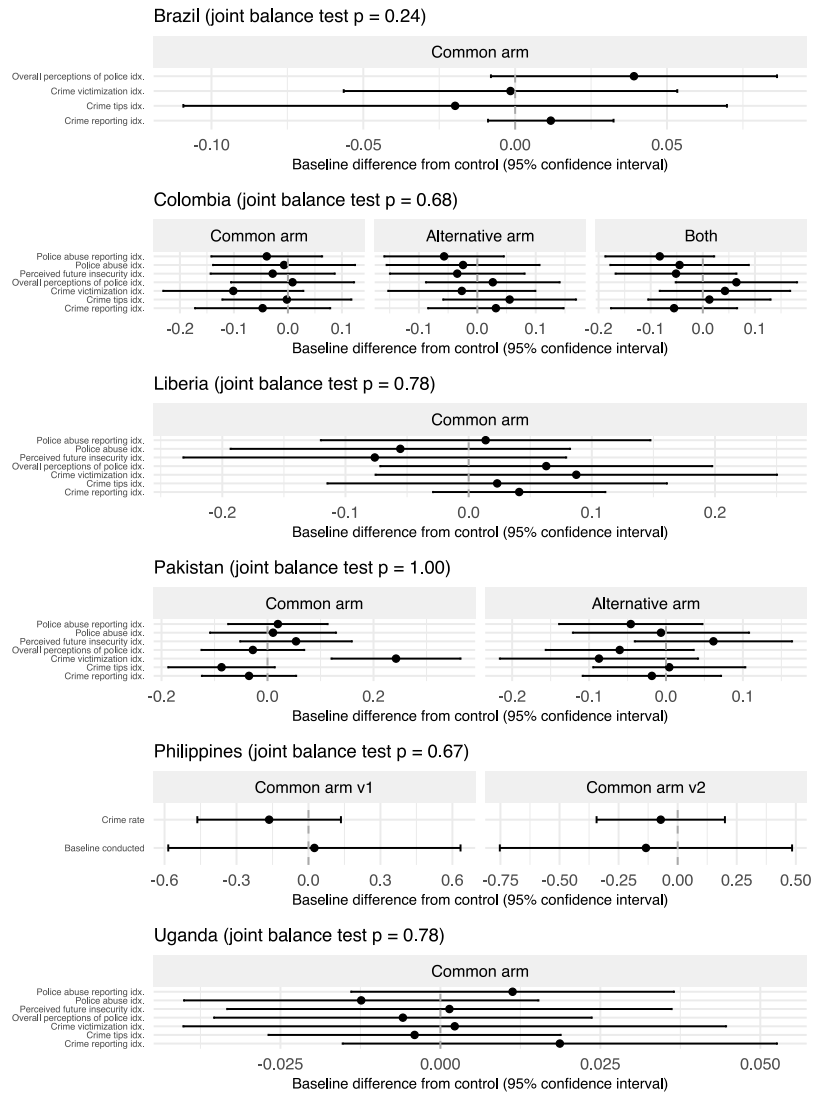 Brazil (joint balance test p = 0.24)
Common arm
Overall perceptions of police idx.
Crime victimization idx.
Crime tips idx.
Crime reporting idx.
-0.10 -0.05 0.00 0.05
Baseline difference from control (95% confidence interval)
Colombia (joint balance test p = 0.68)
Common arm Alternative arm Both
Police abuse reporting idx.
Police abuse idx.
Perceived future insecurity idx.
Overall perceptions of police idx.
Crime victimization idx.
Crime tips idx.
Crime reporting idx.
-0.2 -0.1 0.0 0.1 -0.1 0.0 0.1 -0.2 -0.1 0.0 0.1
Baseline difference from control (95% confidence interval)
Liberia (joint balance test p = 0.78)
Common arm
Police abuse reporting idx.
Police abuse idx.
Perceived future insecurity idx.
Overall perceptions of police idx.
Crime victimization idx.
Crime tips idx.
Crime reporting idx.
-0.2 -0.1 0.0 0.1 0.2
Baseline difference from control (95% confidence interval)
Pakistan (joint balance test p = 1.00)
Common arm Alternative arm
Police abuse reporting idx.
Police abuse idx.
Perceived future insecurity idx.
Overall perceptions of police idx.
Crime victimization idx.
Crime tips idx.
Crime reporting idx.
-0.2 0.0 0.2 -0.2 -0.1 0.0 0.1
Baseline difference from control (95% confidence interval)
Philippines (joint balance test p = 0.67)
Common arm v1 Common arm v2
Crime rate
Baseline conducted
-0.6 -0.3 0.0 0.3 0.6 -0.75 -0.50 -0.25 0.00 0.25 0.50
Baseline difference from control (95% confidence interval)
Uganda (joint balance test p = 0.78)
Common arm
Police abuse reporting idx.
Police abuse idx.
Perceived future insecurity idx.
Overall perceptions of police idx.
Crime victimization idx.
Crime tips idx.
Crime reporting idx.
-0.025 0.000 0.025 0.050
Baseline difference from control (95% confidence interval)